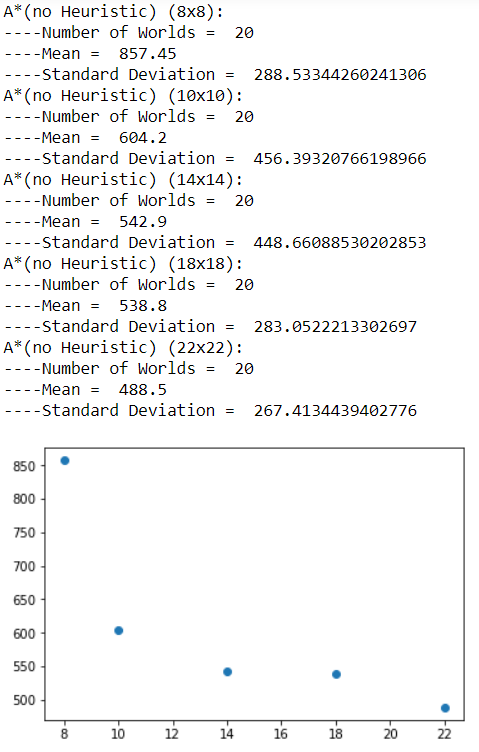 A*(no Heuristic) (8x8):
----Number of Worlds =  20
----Mean =  857.45
----Standard Deviation =  288.53344260241306
A*(no Heuristic) (10x10):
----Number of Worlds =  20
----Mean =  604.2
----Standard Deviation =  456.39320766198966
A*(no Heuristic) (14x14):
----Number of Worlds =  20
----Mean =  542.9
----Standard Deviation =  448.66088530202853
A*(no Heuristic) (18x18):
----Number of Worlds =  20
----Mean =  538.8
----Standard Deviation =  283.0522213302697
A*(no Heuristic) (22x22):
----Number of Worlds =  20
----Mean =  488.5
----Standard Deviation =  267.4134439402776
850
800
750
700
650
600
550
500
8 10 12 14 16 18 20 22